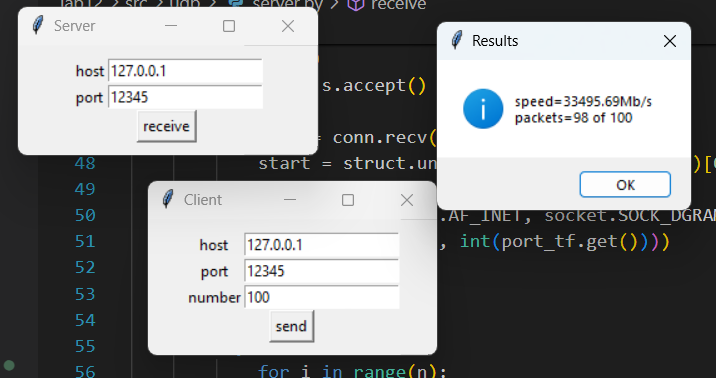 lab12 > src > udp > server.py > receive
Server
host 127.0.0.1
port 12345
receive
Results
speed=33495.69Mb/s
packets=98 of 100
OK
s.accept()
= conn.recv(
48 start = struct.un
49
50 .AF_INET, socket.SOCK_DGRAM
51 , int(port_tf.get())))
52
53
54
55
56 for i in range(n):
Client
host 127.0.0.1
port 12345
number 100
send